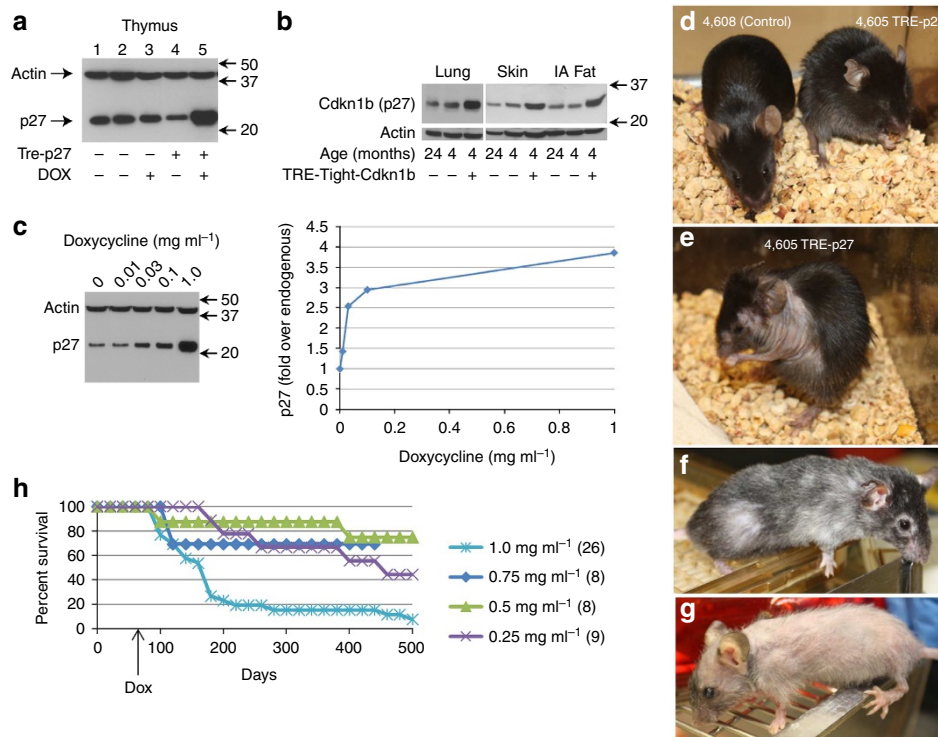 a
Thymus
1 2 3 4 5
Actin → ← 50
← 37
p27 → ← 20
Tre-p27 – – – + +
DOX – – + – +
b
Lung Skin IA Fat
← 37
Cdkn1b (p27)
← 20
Actin
Age (months) 24 4 4 24 4 4 24 4 4
TRE-Tight-Cdkn1b – – + – – + – – +
c
Doxycycline (mg ml⁻¹)
0 0.01 0.03 0.1 1.0
Actin ← 50
← 37
p27 ← 20
p27 (fold over endogenous)
4.5
4
3.5
3
2.5
2
1.5
1
0.5
0
0 0.2 0.4 0.6 0.8 1
Doxycycline (mg ml⁻¹)
d
4,608 (Control) 4,605 TRE-p2
e
4,605 TRE-p27
f
g
h
Percent survival
100
80
60
40
20
0
0 100 200 300 400 500
Dox
Days
1.0 mg ml⁻¹ (26)
0.75 mg ml⁻¹ (8)
0.5 mg ml⁻¹ (8)
0.25 mg ml⁻¹ (9)